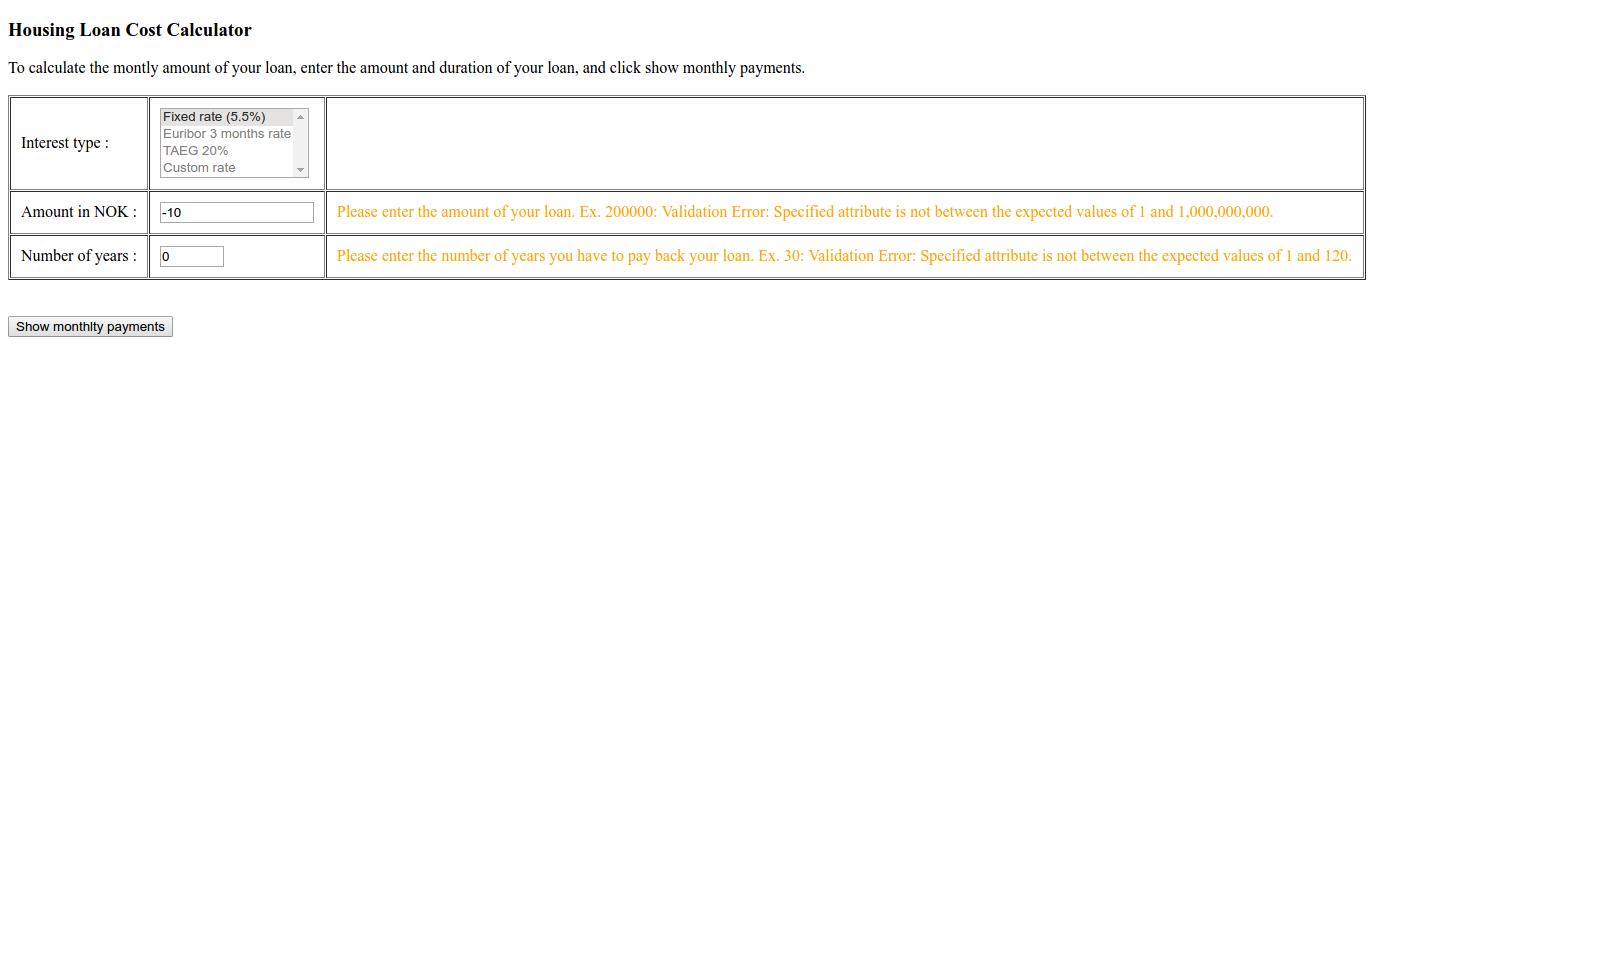 Housing Loan Cost Calculator
To calculate the montly amount of your loan, enter the amount and duration of your loan, and click show monthly payments.
Interest type :
Fixed rate (5.5%)
Euribor 3 months rate
TAEG 20%
Custom rate
Amount in NOK : -10 Please enter the amount of your loan. Ex. 200000: Validation Error: Specified attribute is not between the expected values of 1 and 1,000,000,000.
Number of years : 0 Please enter the number of years you have to pay back your loan. Ex. 30: Validation Error: Specified attribute is not between the expected values of 1 and 120.
Show monthlty payments